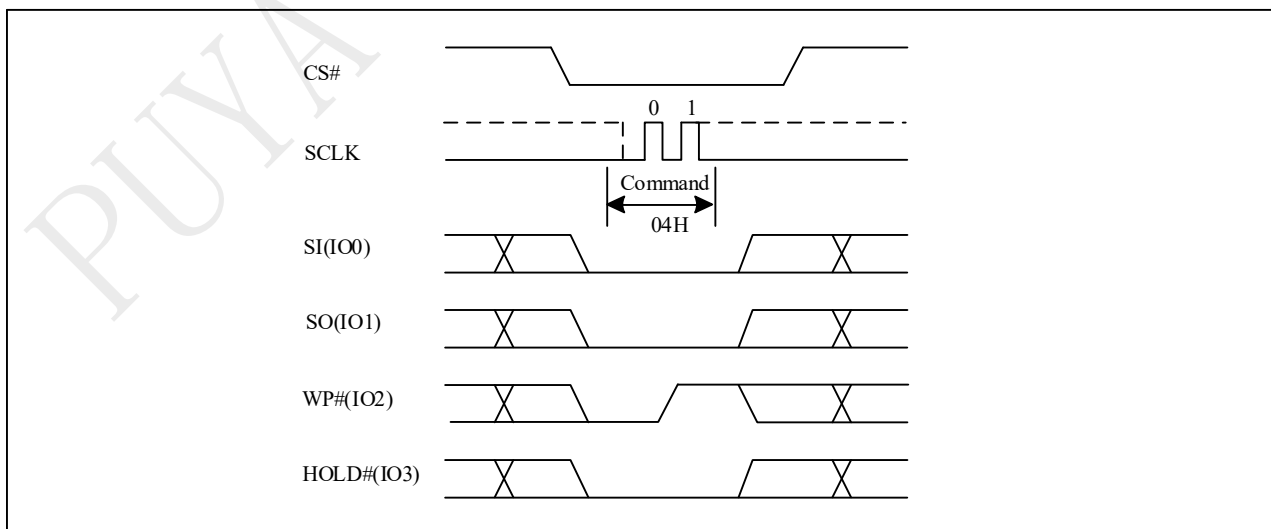 PUYA
CS#
0 1
SCLK
Command
04H
SI(IO0)
SO(IO1)
WP#(IO2)
HOLD#(IO3)